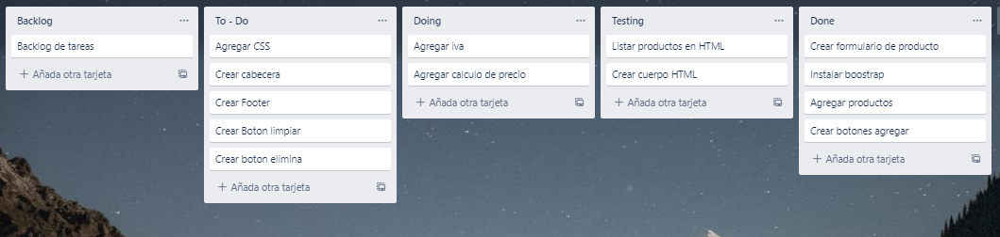 Backlog
Backlog de tareas
Añada otra tarjeta
To - Do
Agregar CSS
Crear cabecera
Crear Footer
Crear Boton limpiar
Crear boton elimina
Añada otra tarjeta
Doing
Agregar iva
Agregar calculo de precio
Añada otra tarjeta
Testing
Listar productos en HTML
Crear cuerpo HTML
Añada otra tarjeta
Done
Crear formulario de producto
Instalar boostrap
Agregar productos
Crear botones agregar
Añada otra tarjeta